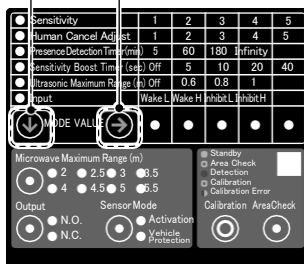 Sensitivity 1 2 3 4 5
Human Cancel Adjust 1 2 3 4 5
Presence Detection Timer(min) 5 60 180 Infinity
Sensitivity Boost Timer (sec) Off 5 10 20 40
Ultrasonic Maximum Range (m) Off 0.6 0.8 1
Input Wake L Wake H Inhibit L Inhibit H
MODE VALUE
Microwave Maximum Range (m)
2 2.5 3 3.5
4 4.5 5 5.5
Standby
Area Check
Detection
Calibration
Calibration Error
Output Sensor Mode Calibration AreaCheck
N.O. Activation
N.C. Vehicle
Protection